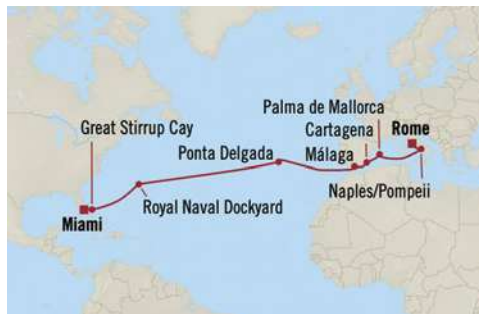 Palma de Mallorca
Great Stirrup Cay
Cartagena
Rome
Ponta Delgada
Málaga
Naples/Pompeii
Royal Naval Dockyard
Miami